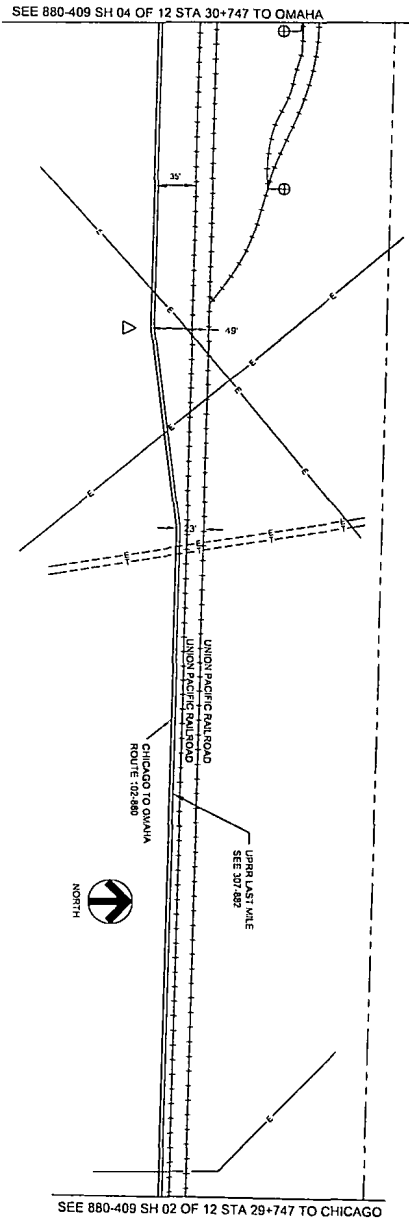 SEE 880-409 SH 04 OF 12 STA 30+747 TO OMAHA
35'
E
E
49'
E
E
E
E
E
E
E
23'
E
T
E
T
E
T
UNION PACIFIC RAILROAD
UNION PACIFIC RAILROAD
CHICAGO TO OMAHA
ROUTE 102-880
UPRR LAST MILE
SEE 307-882
NORTH
E
SEE 880-409 SH 02 OF 12 STA 29+747 TO CHICAGO